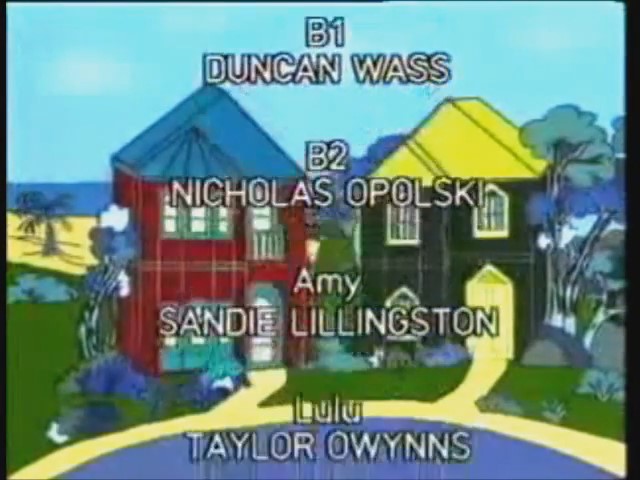 B1
DUNCAN WASS
B2
NICHOLAS OPOLSKI
Amy
SANDIE LILLINGSTON
Lulu
TAYLOR OWYNNS